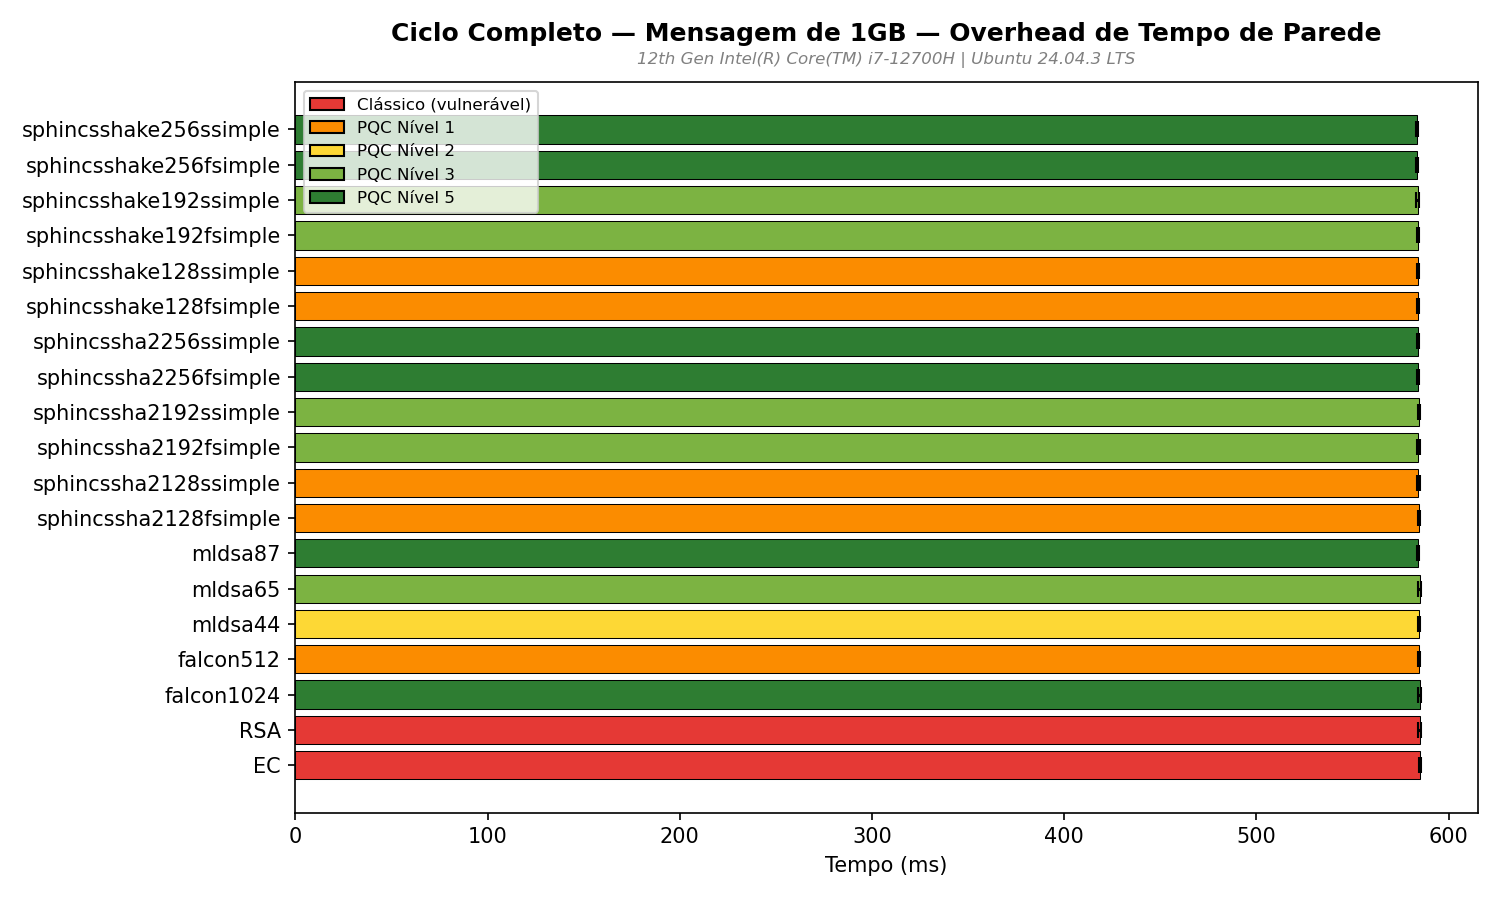 Ciclo Completo — Mensagem de 1GB — Overhead de Tempo de Parede
12th Gen Intel(R) Core(TM) i7-12700H | Ubuntu 24.04.3 LTS
Clássico (vulnerável)
PQC Nível 1
PQC Nível 2
PQC Nível 3
PQC Nível 5
sphincsshake256ssimple
sphincsshake256fsimple
sphincsshake192ssimple
sphincsshake192fsimple
sphincsshake128ssimple
sphincsshake128fsimple
sphincssha2256ssimple
sphincssha2256fsimple
sphincssha2192ssimple
sphincssha2192fsimple
sphincssha2128ssimple
sphincssha2128fsimple
mldsa87
mldsa65
mldsa44
falcon512
falcon1024
RSA
EC
0 100 200 300 400 500 600
Tempo (ms)